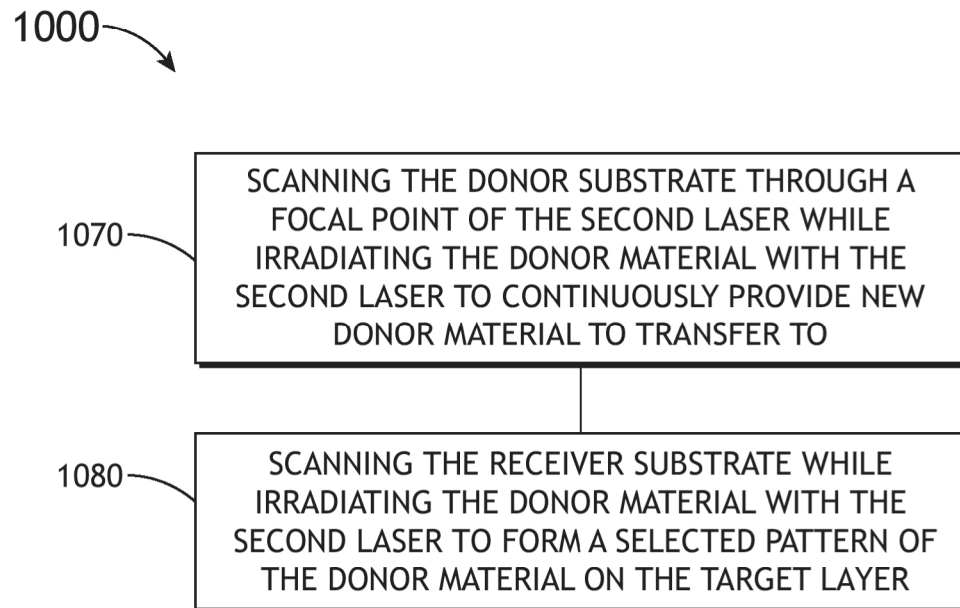 1000
1070
SCANNING THE DONOR SUBSTRATE THROUGH A
FOCAL POINT OF THE SECOND LASER WHILE
IRRADIATING THE DONOR MATERIAL WITH THE
SECOND LASER TO CONTINUOUSLY PROVIDE NEW
DONOR MATERIAL TO TRANSFER TO
1080
SCANNING THE RECEIVER SUBSTRATE WHILE
IRRADIATING THE DONOR MATERIAL WITH THE
SECOND LASER TO FORM A SELECTED PATTERN OF
THE DONOR MATERIAL ON THE TARGET LAYER